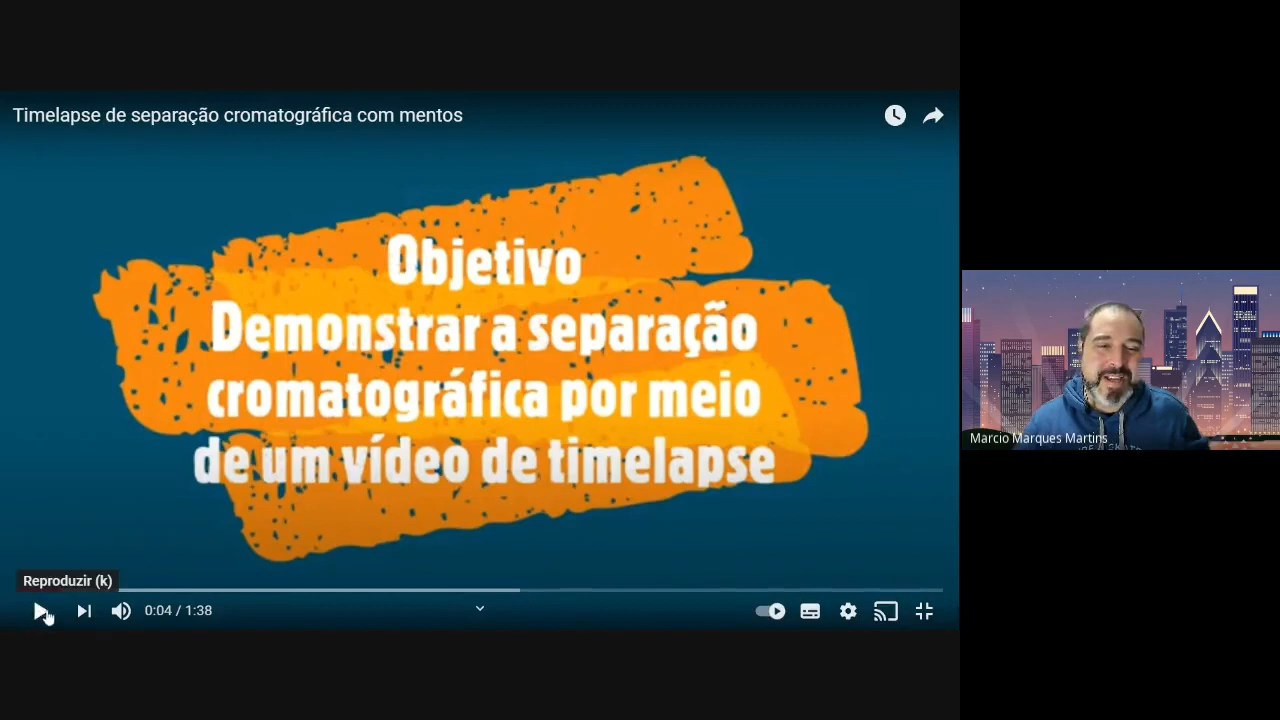 Timelapse de separação cromatográfica com mentos
Objetivo
Demonstrar a separação
cromatográfica por meio
de um vídeo de timelapse
Reproduzir (k)
0:04 / 1:38
Marcio Marques Martins